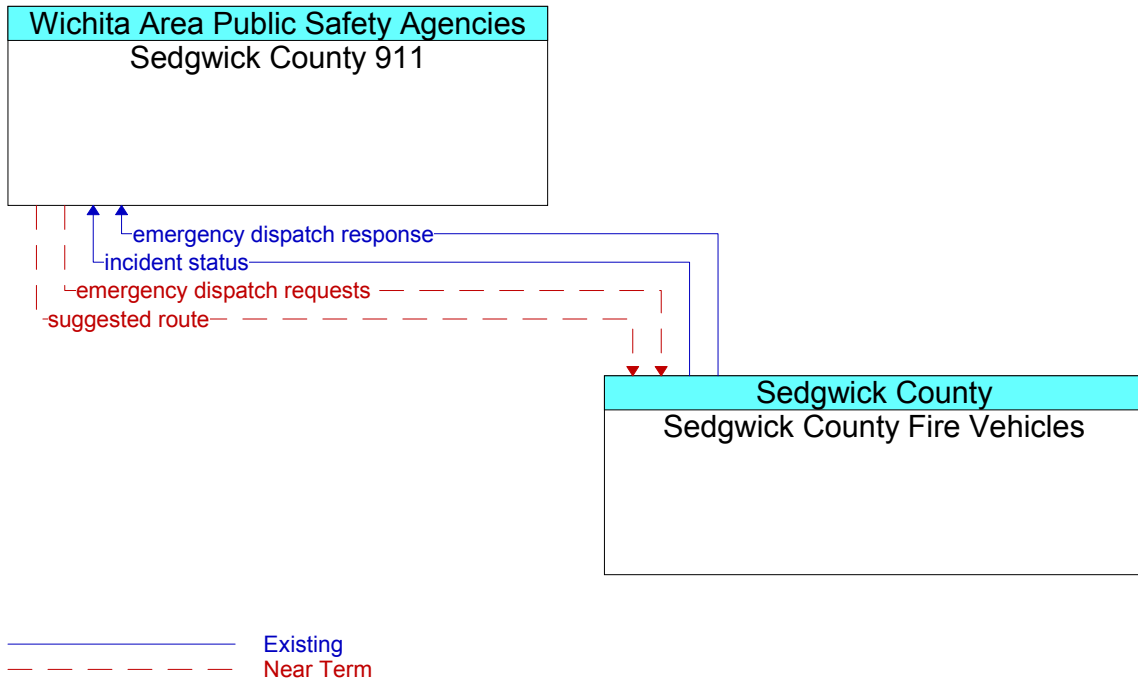 Wichita Area Public Safety Agencies
Sedgwick County 911
emergency dispatch response
incident status
emergency dispatch requests
suggested route
Sedgwick County
Sedgwick County Fire Vehicles
Existing
Near Term